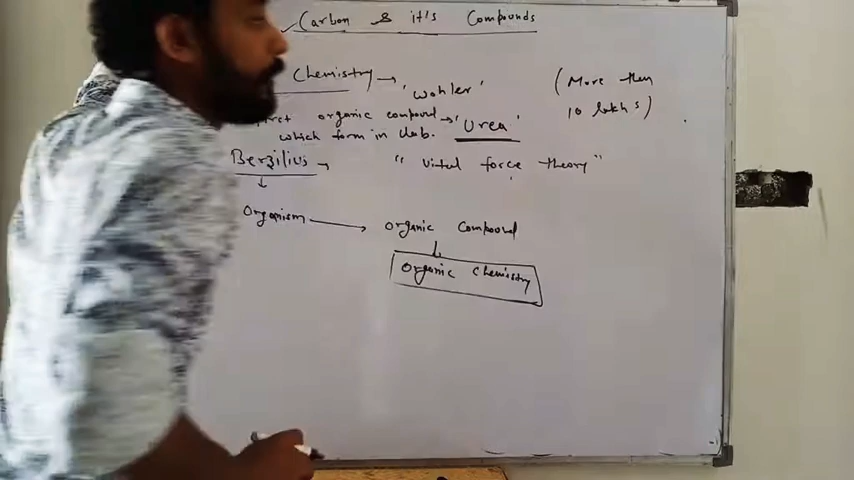 Carbon & it's Compounds
Chemistry → 'Wohler' (More then
10 lakhs)
organic compound → 'Urea'
which form in Lab.
Berzilius → "Vital force theory"
Organism → Organic Compound
Organic Chemistry